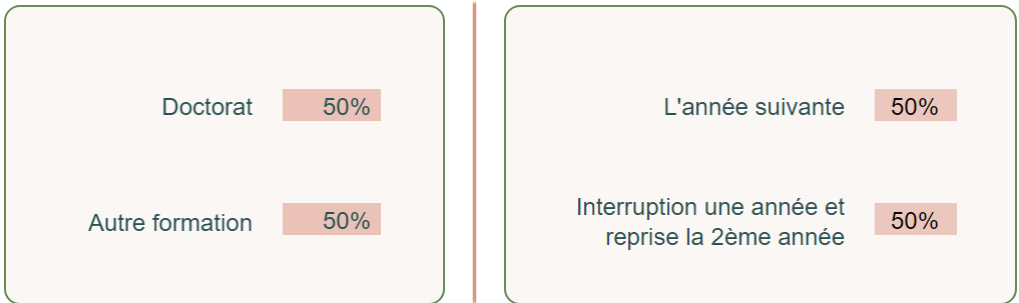 Doctorat 50%
Autre formation 50%
L'année suivante 50%
Interruption une année et
reprise la 2ème année 50%